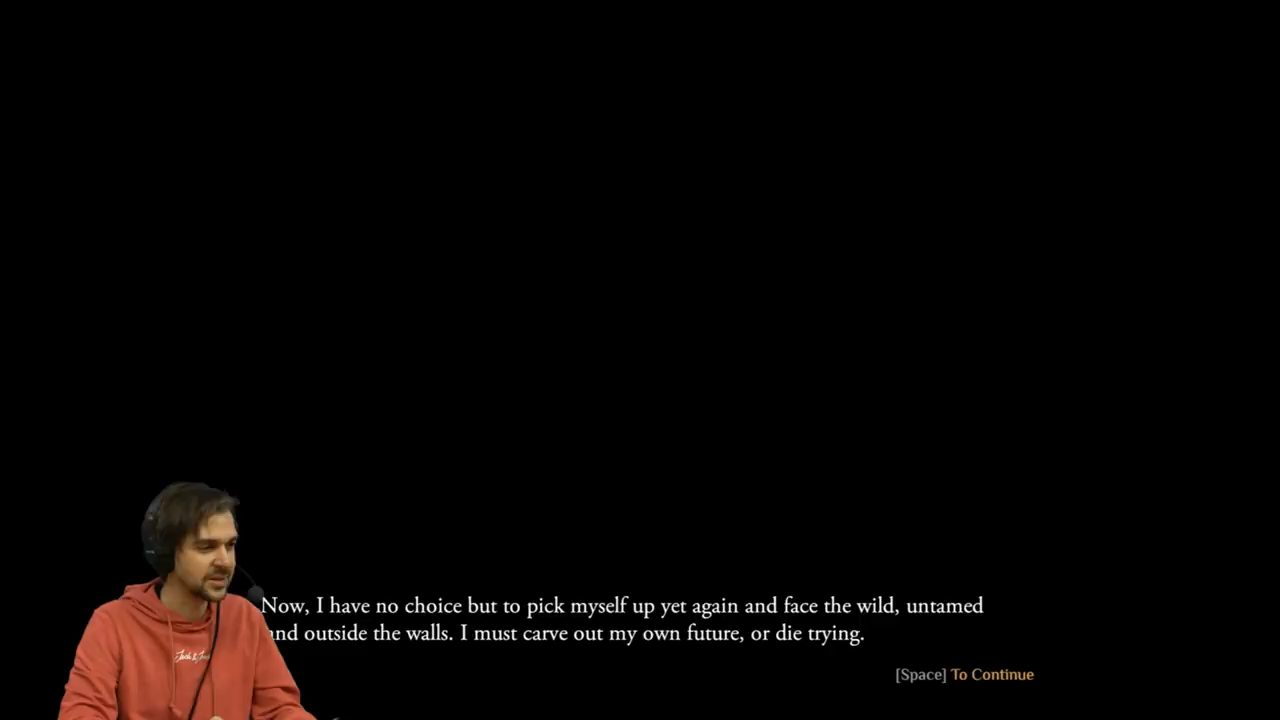 Now, I have no choice but to pick myself up yet again and face the wild, untamed
outside the walls. I must carve out my own future, or die trying.
[Space] To Continue